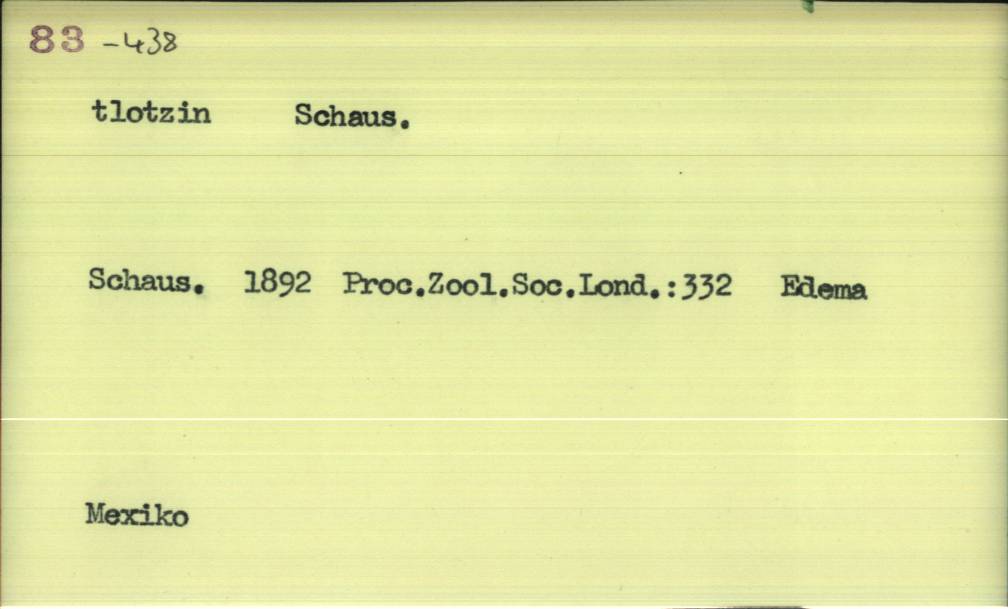 83 -438
tlotzin Schaus.
Schaus. 1892 Proc.Zool.Soc.Lond.:332 Edema
Mexiko